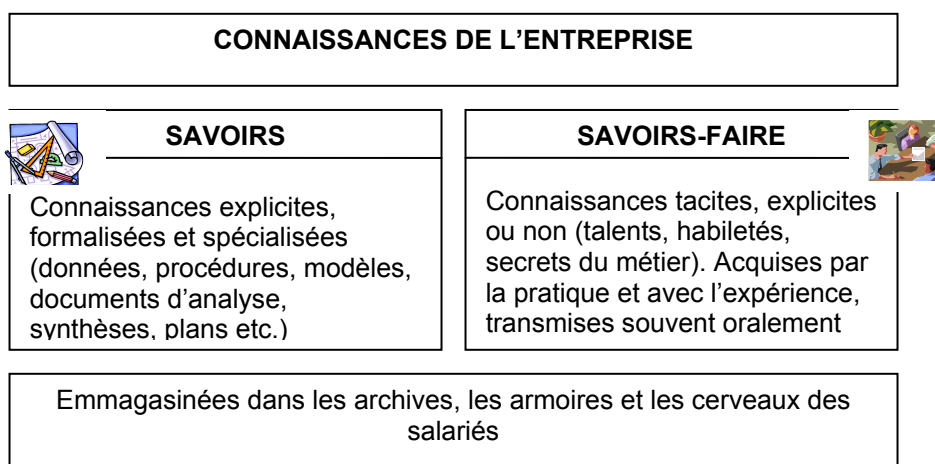 CONNAISSANCES DE L’ENTREPRISE
SAVOIRS
Connaissances explicites,
formalisées et spécialisées
(données, procédures, modèles,
documents d’analyse,
synthèses, plans etc.)
SAVOIRS-FAIRE
Connaissances tacites, explicites
ou non (talents, habiletés,
secrets du métier). Acquises par
la pratique et avec l’expérience,
transmises souvent oralement
Emmagasinées dans les archives, les armoires et les cerveaux des
salariés